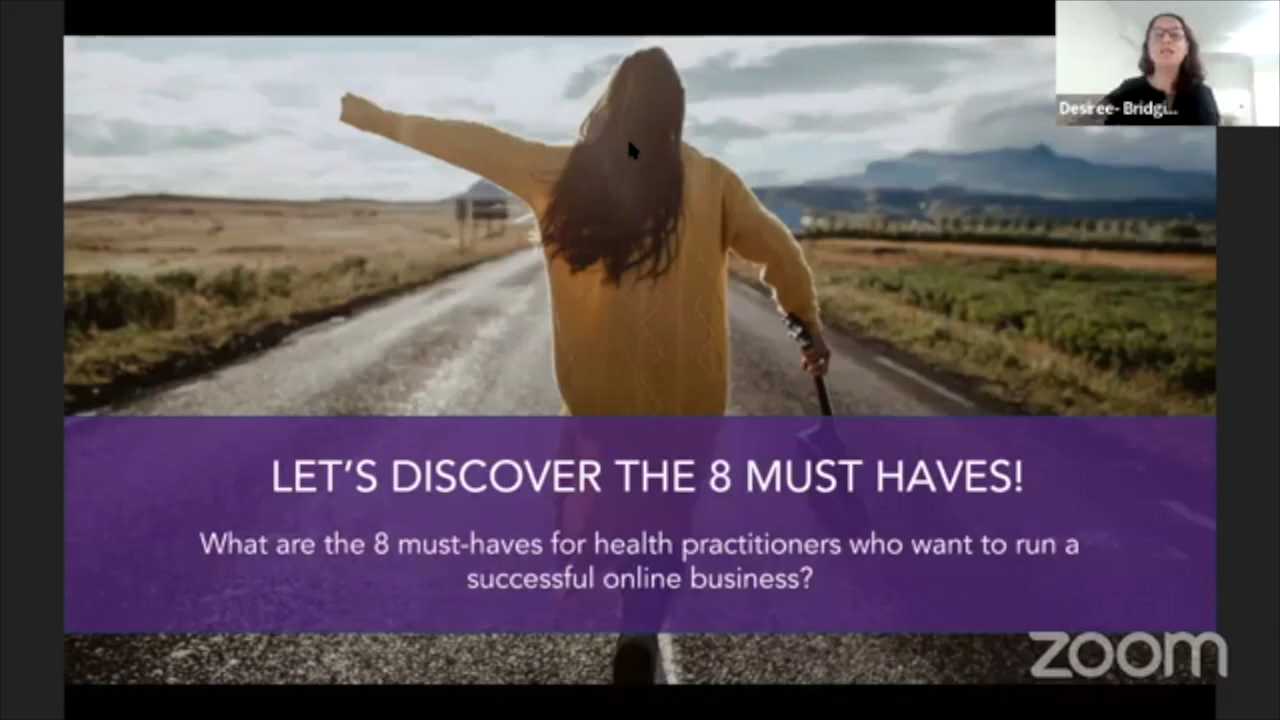 Desiree- Bridgi...
LET'S DISCOVER THE 8 MUST HAVES!
What are the 8 must-haves for health practitioners who want to run a
successful online business?
zoom